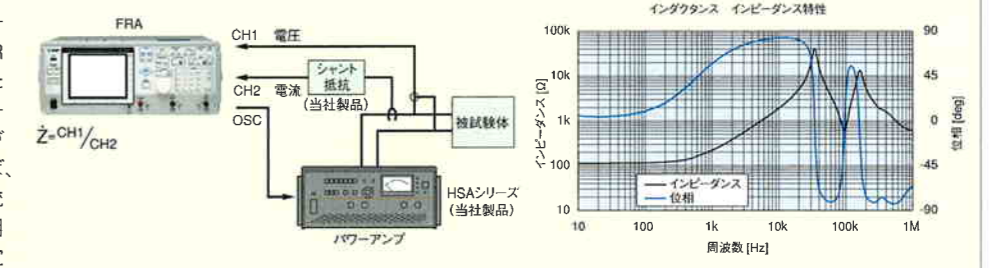 FRA
CH1 電圧
CH2 電流
OSC
シャント
抵抗
(当社製品)
被試験体
Ż=CH1/CH2
HSAシリーズ
(当社製品)
パワーアンプ
インダクタンス インピーダンス特性
インピーダンス [Ω]
100k
10k
1k
100
10
90
45
0
-45
-90
位相 [deg]
インピーダンス
位相
10 100 1k 10k 100k 1M
周波数 [Hz]